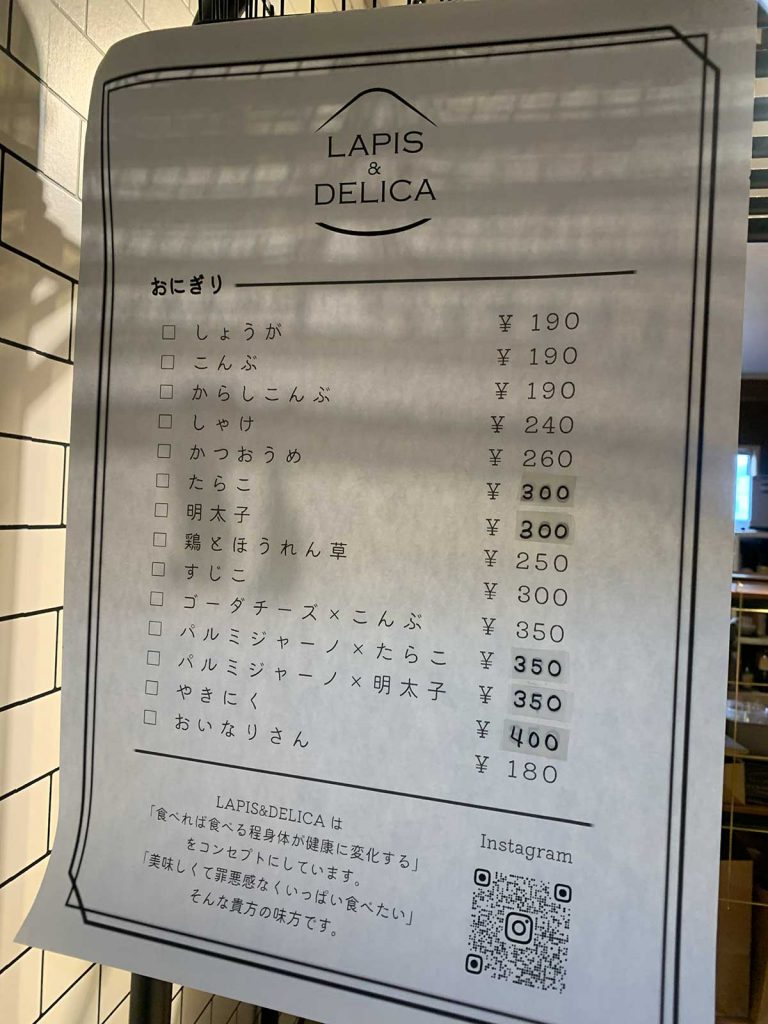 LAPIS
&
DELICA
おにぎり
□ しょうが ¥ 190
□ こんぶ ¥ 190
□ からしこんぶ ¥ 190
□ しゃけ ¥ 240
□ かつおうめ ¥ 260
□ たらこ ¥ 300
□ 明太子 ¥ 300
□ 鶏とほうれん草 ¥ 250
□ すじこ ¥ 300
□ ゴーダチーズ×こんぶ ¥ 350
□ パルミジャーノ×たらこ ¥ 350
□ パルミジャーノ×明太子 ¥ 350
□ やきにく ¥ 400
□ おいなりさん ¥ 180
LAPIS&DELICA は
「食べれば食べる程身体が健康に変化する」
をコンセプトにしています。
「美味しくて罪悪感なくいっぱい食べたい」
そんな貴方の味方です。
Instagram